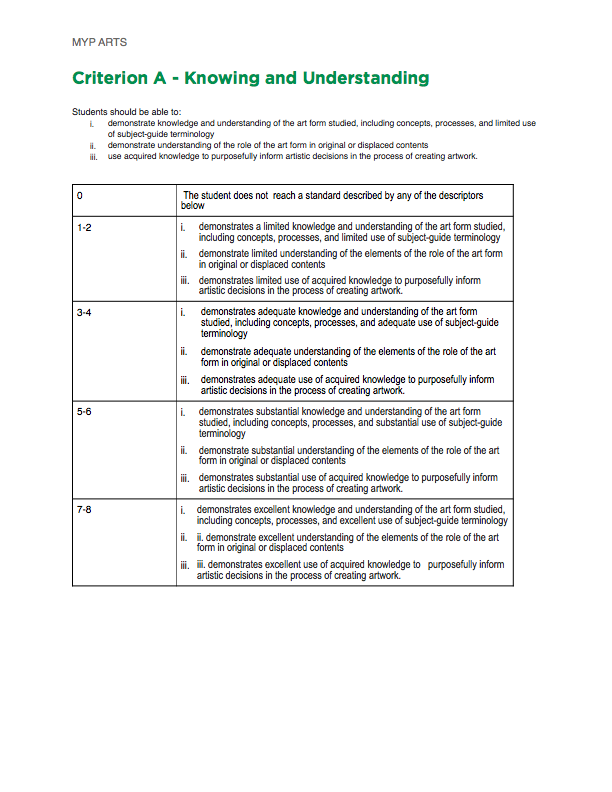 MYP ARTS
Criterion A - Knowing and Understanding
Students should be able to:
i. demonstrate knowledge and understanding of the art form studied, including concepts, processes, and limited use
of subject-guide terminology
ii. demonstrate understanding of the role of the art form in original or displaced contents
iii. use acquired knowledge to purposefully inform artistic decisions in the process of creating artwork.
0 The student does not reach a standard described by any of the descriptors
below
1-2 i. demonstrates a limited knowledge and understanding of the art form studied,
including concepts, processes, and limited use of subject-guide terminology
ii. demonstrate limited understanding of the elements of the role of the art form
in original or displaced contents
iii. demonstrates limited use of acquired knowledge to purposefully inform
artistic decisions in the process of creating artwork.
3-4 i. demonstrates adequate knowledge and understanding of the art form
studied, including concepts, processes, and adequate use of subject-guide
terminology
ii. demonstrate adequate understanding of the elements of the role of the art
form in original or displaced contents
iii. demonstrates adequate use of acquired knowledge to purposefully inform
artistic decisions in the process of creating artwork.
5-6 i. demonstrates substantial knowledge and understanding of the art form
studied, including concepts, processes, and substantial use of subject-guide
terminology
ii. demonstrate substantial understanding of the elements of the role of the art
form in original or displaced contents
iii. demonstrates substantial use of acquired knowledge to purposefully inform
artistic decisions in the process of creating artwork.
7-8 i. demonstrates excellent knowledge and understanding of the art form studied,
including concepts, processes, and excellent use of subject-guide terminology
ii. ii. demonstrate excellent understanding of the elements of the role of the art
form in original or displaced contents
iii. iii. demonstrates excellent use of acquired knowledge to purposefully inform
artistic decisions in the process of creating artwork.